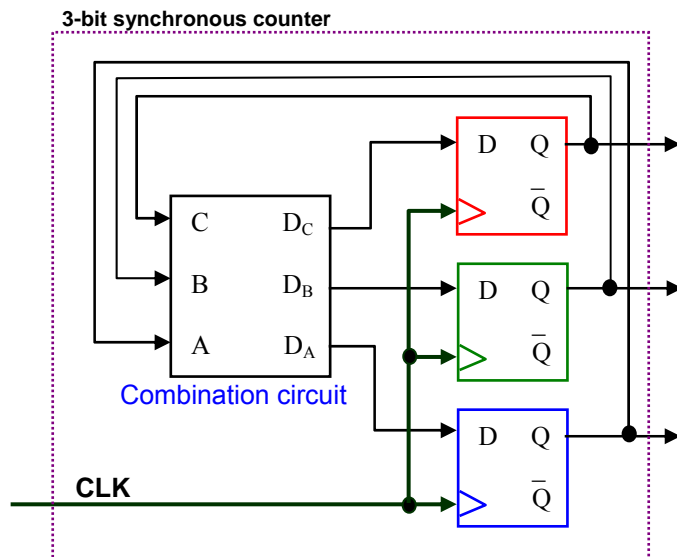 3-bit synchronous counter
D Q
Q̅
C D_C
B D_B
A D_A
Combination circuit
D Q
Q̅
D Q
Q̅
CLK